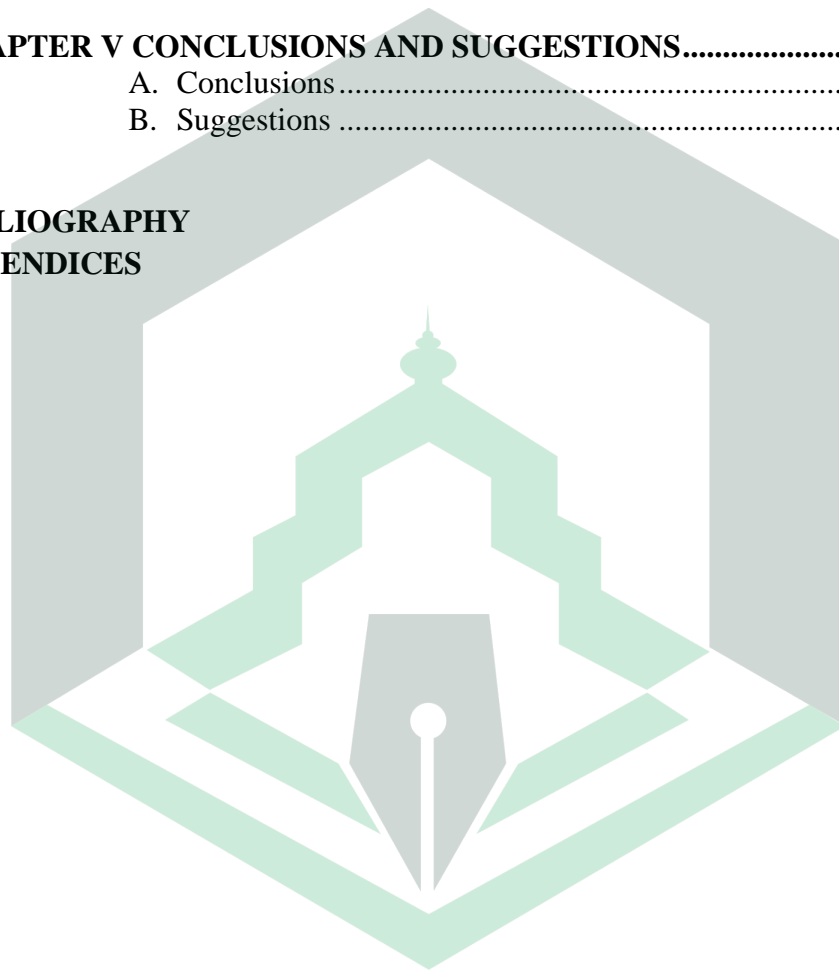 APTER V CONCLUSIONS AND SUGGESTIONS......................
A. Conclusions.............................................................
B. Suggestions .............................................................
LIOGRAPHY
ENDICES